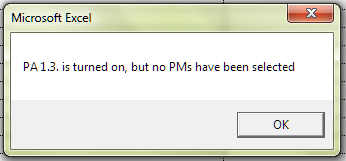 Microsoft Excel
PA 1.3. is turned on, but no PMs have been selected
OK